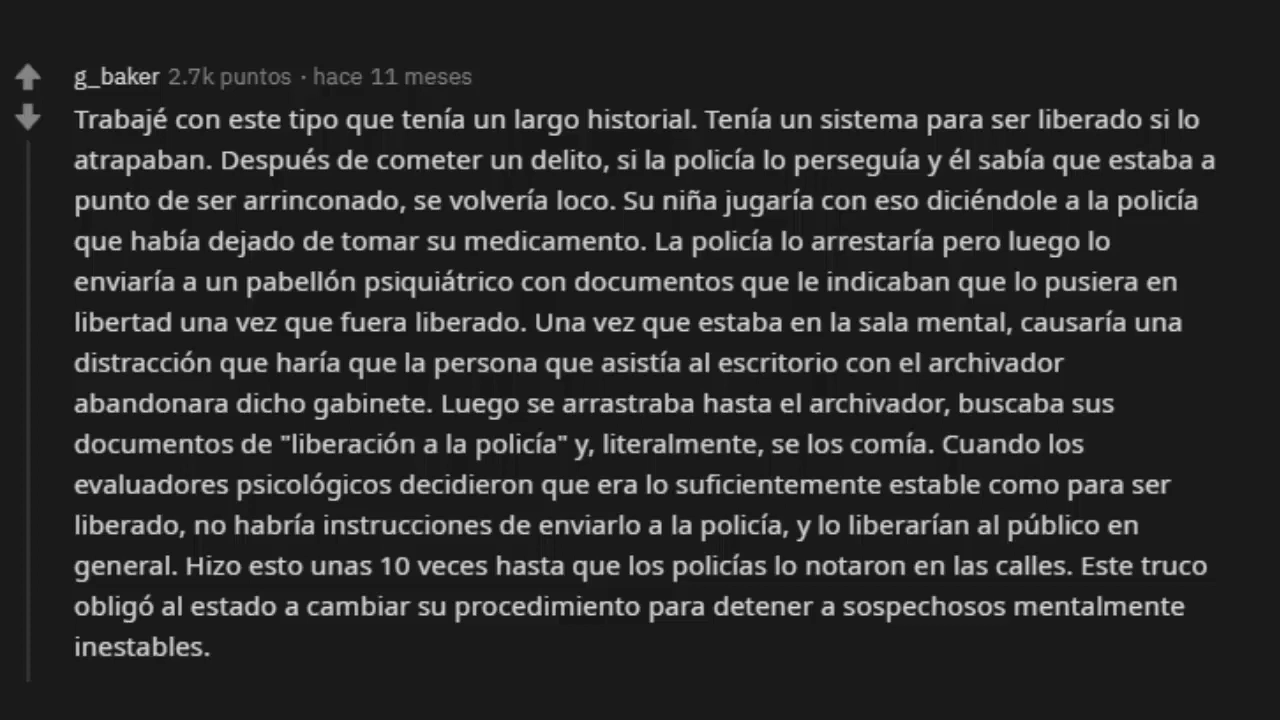 g_baker 2.7k puntos · hace 11 meses
Trabajé con este tipo que tenía un largo historial. Tenía un sistema para ser liberado si lo
atrapaban. Después de cometer un delito, si la policía lo perseguía y él sabía que estaba a
punto de ser arrinconado, se volvería loco. Su niña jugaría con eso diciéndole a la policía
que había dejado de tomar su medicamento. La policía lo arrestaría pero luego lo
enviaría a un pabellón psiquiátrico con documentos que le indicaban que lo pusiera en
libertad una vez que fuera liberado. Una vez que estaba en la sala mental, causaría una
distracción que haría que la persona que asistía al escritorio con el archivador
abandonara dicho gabinete. Luego se arrastraba hasta el archivador, buscaba sus
documentos de "liberación a la policía" y, literalmente, se los comía. Cuando los
evaluadores psicológicos decidieron que era lo suficientemente estable como para ser
liberado, no habría instrucciones de enviarlo a la policía, y lo liberarían al público en
general. Hizo esto unas 10 veces hasta que los policías lo notaron en las calles. Este truco
obligó al estado a cambiar su procedimiento para detener a sospechosos mentalmente
inestables.